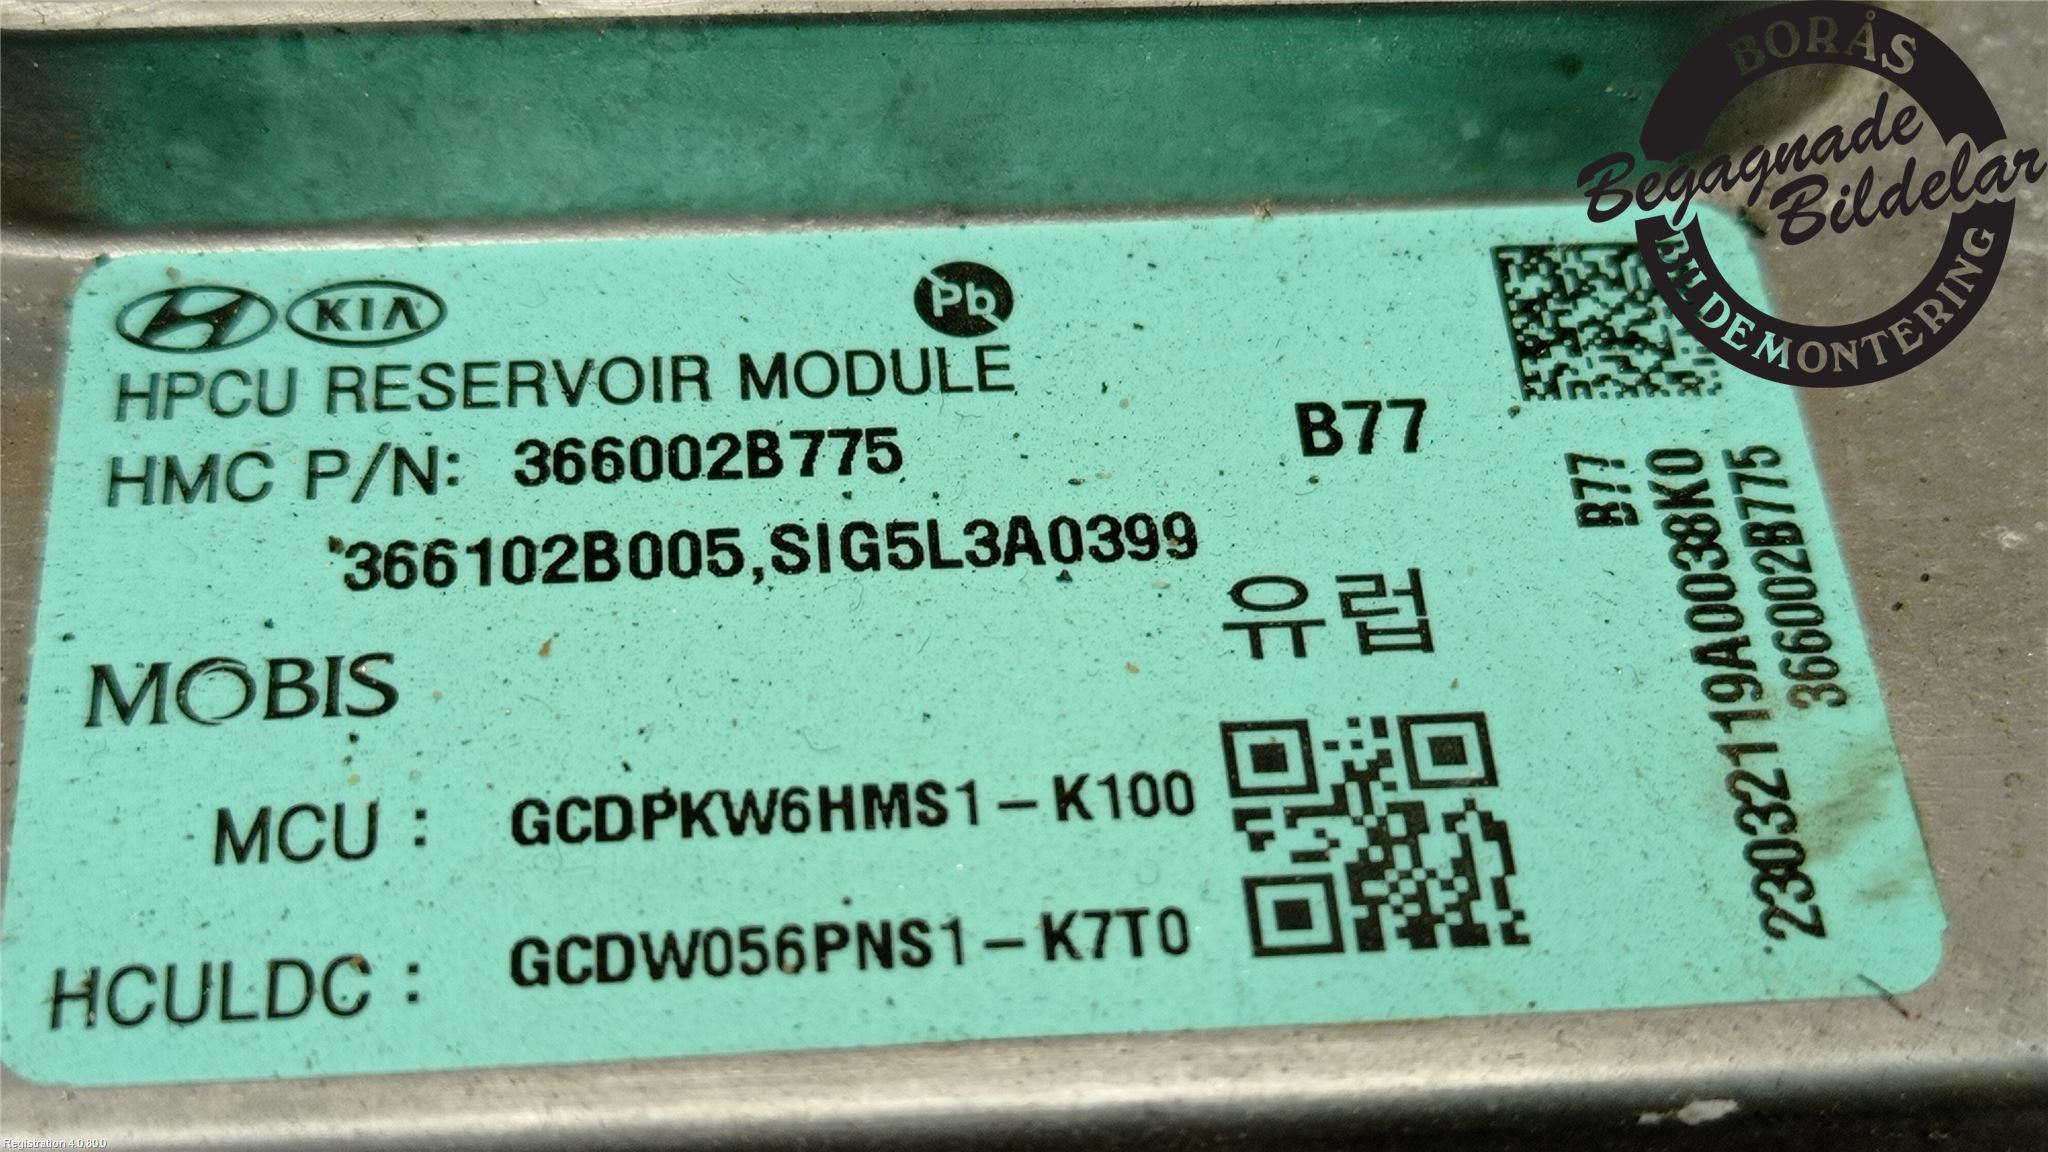 BORÅS
Begagnade
Bildelar
BILDEMONTERING
KIA
Pb
HPCU RESERVOIR MODULE
HMC P/N: 366002B775
B77
366102B005,SIG5L3A0399
유럽
MOBIS
MCU : GCDPKW6HMS1-K100
HCULDC : GCDW056PNS1-K7T0
B77
23032119A0038K0
366002B775
Registration 4.0.80.0